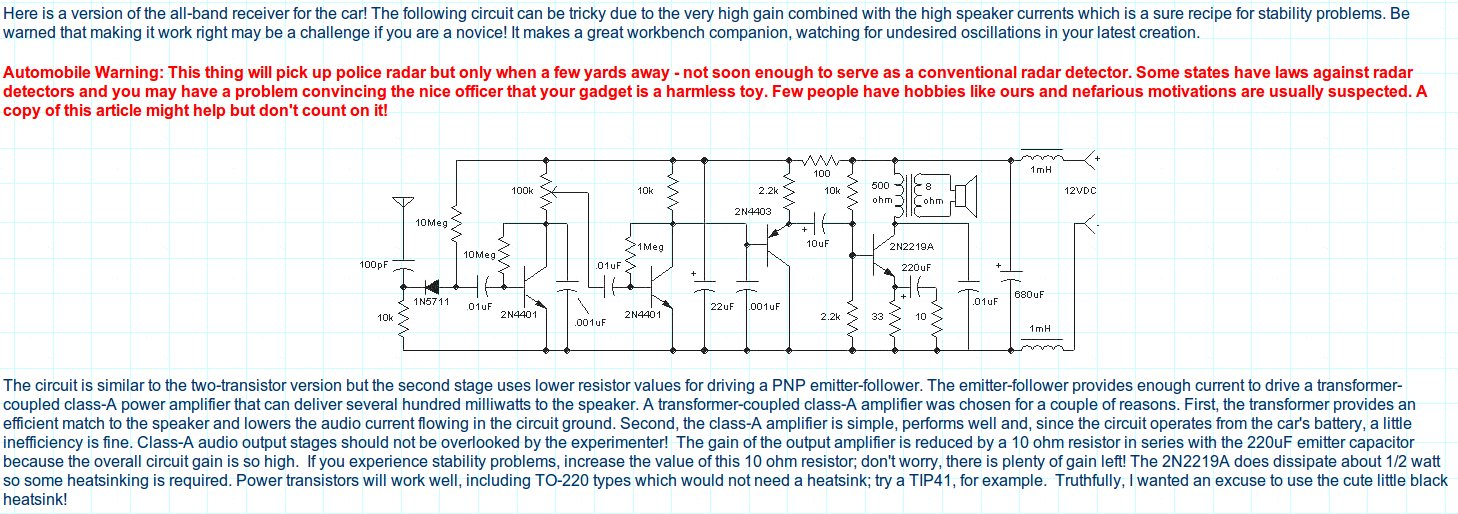 Here is a version of the all-band receiver for the car! The following circuit can be tricky due to the very high gain combined with the high speaker currents which is a sure recipe for stability problems. Be
warned that making it work right may be a challenge if you are a novice! It makes a great workbench companion, watching for undesired oscillations in your latest creation.
Automobile Warning: This thing will pick up police radar but only when a few yards away - not soon enough to serve as a conventional radar detector. Some states have laws against radar
detectors and you may have a problem convincing the nice officer that your gadget is a harmless toy. Few people have hobbies like ours and nefarious motivations are usually suspected. A
copy of this article might help but don't count on it!
+
100
1mH
100k
10k
2.2k
10k
500
ohm
8
ohm
12VDC
2N4403
10Meg
-
+
10uF
10Meg
1Meg
2N2219A
100pF
.01uF
220uF
+
+
+
1N5711
.01uF
2N4401
.001uF
2N4401
22uF
.001uF
.01uF
680uF
10k
2.2k
33
10
1mH
The circuit is similar to the two-transistor version but the second stage uses lower resistor values for driving a PNP emitter-follower. The emitter-follower provides enough current to drive a transformer-
coupled class-A power amplifier that can deliver several hundred milliwatts to the speaker. A transformer-coupled class-A amplifier was chosen for a couple of reasons. First, the transformer provides an
efficient match to the speaker and lowers the audio current flowing in the circuit ground. Second, the class-A amplifier is simple, performs well and, since the circuit operates from the car's battery, a little
inefficiency is fine. Class-A audio output stages should not be overlooked by the experimenter! The gain of the output amplifier is reduced by a 10 ohm resistor in series with the 220uF emitter capacitor
because the overall circuit gain is so high. If you experience stability problems, increase the value of this 10 ohm resistor; don't worry, there is plenty of gain left! The 2N2219A does dissipate about 1/2 watt
so some heatsinking is required. Power transistors will work well, including TO-220 types which would not need a heatsink; try a TIP41, for example. Truthfully, I wanted an excuse to use the cute little black
heatsink!